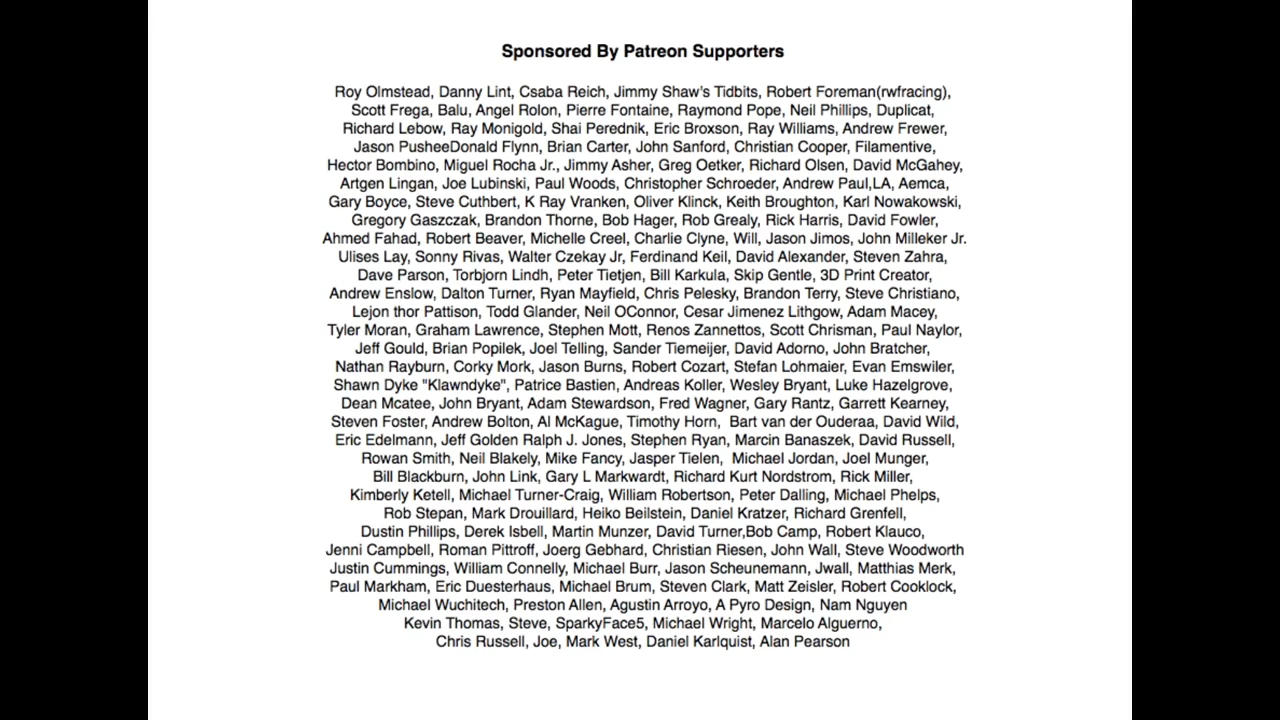 Sponsored By Patreon Supporters
Roy Olmstead, Danny Lint, Csaba Reich, Jimmy Shaw's Tidbits, Robert Foreman(rwfracing),
Scott Frega, Balu, Angel Rolon, Pierre Fontaine, Raymond Pope, Neil Phillips, Duplicat,
Richard Lebow, Ray Monigold, Shai Perednik, Eric Broxson, Ray Williams, Andrew Frewer,
Jason PusheeDonald Flynn, Brian Carter, John Sanford, Christian Cooper, Filamentive,
Hector Bombino, Miguel Rocha Jr., Jimmy Asher, Greg Oetker, Richard Olsen, David McGahey,
Artgen Lingan, Joe Lubinski, Paul Woods, Christopher Schroeder, Andrew Paul,LA, Aemca,
Gary Boyce, Steve Cuthbert, K Ray Vranken, Oliver Klinck, Keith Broughton, Karl Nowakowski,
Gregory Gaszczak, Brandon Thorne, Bob Hager, Rob Grealy, Rick Harris, David Fowler,
Ahmed Fahad, Robert Beaver, Michelle Creel, Charlie Clyne, Will, Jason Jimos, John Milleker Jr.
Ulises Lay, Sonny Rivas, Walter Czekay Jr, Ferdinand Keil, David Alexander, Steven Zahra,
Dave Parson, Torbjorn Lindh, Peter Tietjen, Bill Karkula, Skip Gentle, 3D Print Creator,
Andrew Enslow, Dalton Turner, Ryan Mayfield, Chris Pelesky, Brandon Terry, Steve Christiano,
Lejon thor Pattison, Todd Glander, Neil OConnor, Cesar Jimenez Lithgow, Adam Macey,
Tyler Moran, Graham Lawrence, Stephen Mott, Renos Zannettos, Scott Chrisman, Paul Naylor,
Jeff Gould, Brian Popilek, Joel Telling, Sander Tiemeijer, David Adorno, John Bratcher,
Nathan Rayburn, Corky Mork, Jason Burns, Robert Cozart, Stefan Lohmaier, Evan Emswiler,
Shawn Dyke "Klawndyke", Patrice Bastien, Andreas Koller, Wesley Bryant, Luke Hazelgrove,
Dean Mcatee, John Bryant, Adam Stewardson, Fred Wagner, Gary Rantz, Garrett Kearney,
Steven Foster, Andrew Bolton, Al McKague, Timothy Horn,  Bart van der Ouderaa, David Wild,
Eric Edelmann, Jeff Golden Ralph J. Jones, Stephen Ryan, Marcin Banaszek, David Russell,
Rowan Smith, Neil Blakely, Mike Fancy, Jasper Tielen,  Michael Jordan, Joel Munger,
Bill Blackburn, John Link, Gary L Markwardt, Richard Kurt Nordstrom, Rick Miller,
Kimberly Ketell, Michael Turner-Craig, William Robertson, Peter Dalling, Michael Phelps,
Rob Stepan, Mark Drouillard, Heiko Beilstein, Daniel Kratzer, Richard Grenfell,
Dustin Phillips, Derek Isbell, Martin Munzer, David Turner,Bob Camp, Robert Klauco,
Jenni Campbell, Roman Pittroff, Joerg Gebhard, Christian Riesen, John Wall, Steve Woodworth
Justin Cummings, William Connelly, Michael Burr, Jason Scheunemann, Jwall, Matthias Merk,
Paul Markham, Eric Duesterhaus, Michael Brum, Steven Clark, Matt Zeisler, Robert Cooklock,
Michael Wuchitech, Preston Allen, Agustin Arroyo, A Pyro Design, Nam Nguyen
Kevin Thomas, Steve, SparkyFace5, Michael Wright, Marcelo Alguerno,
Chris Russell, Joe, Mark West, Daniel Karlquist, Alan Pearson